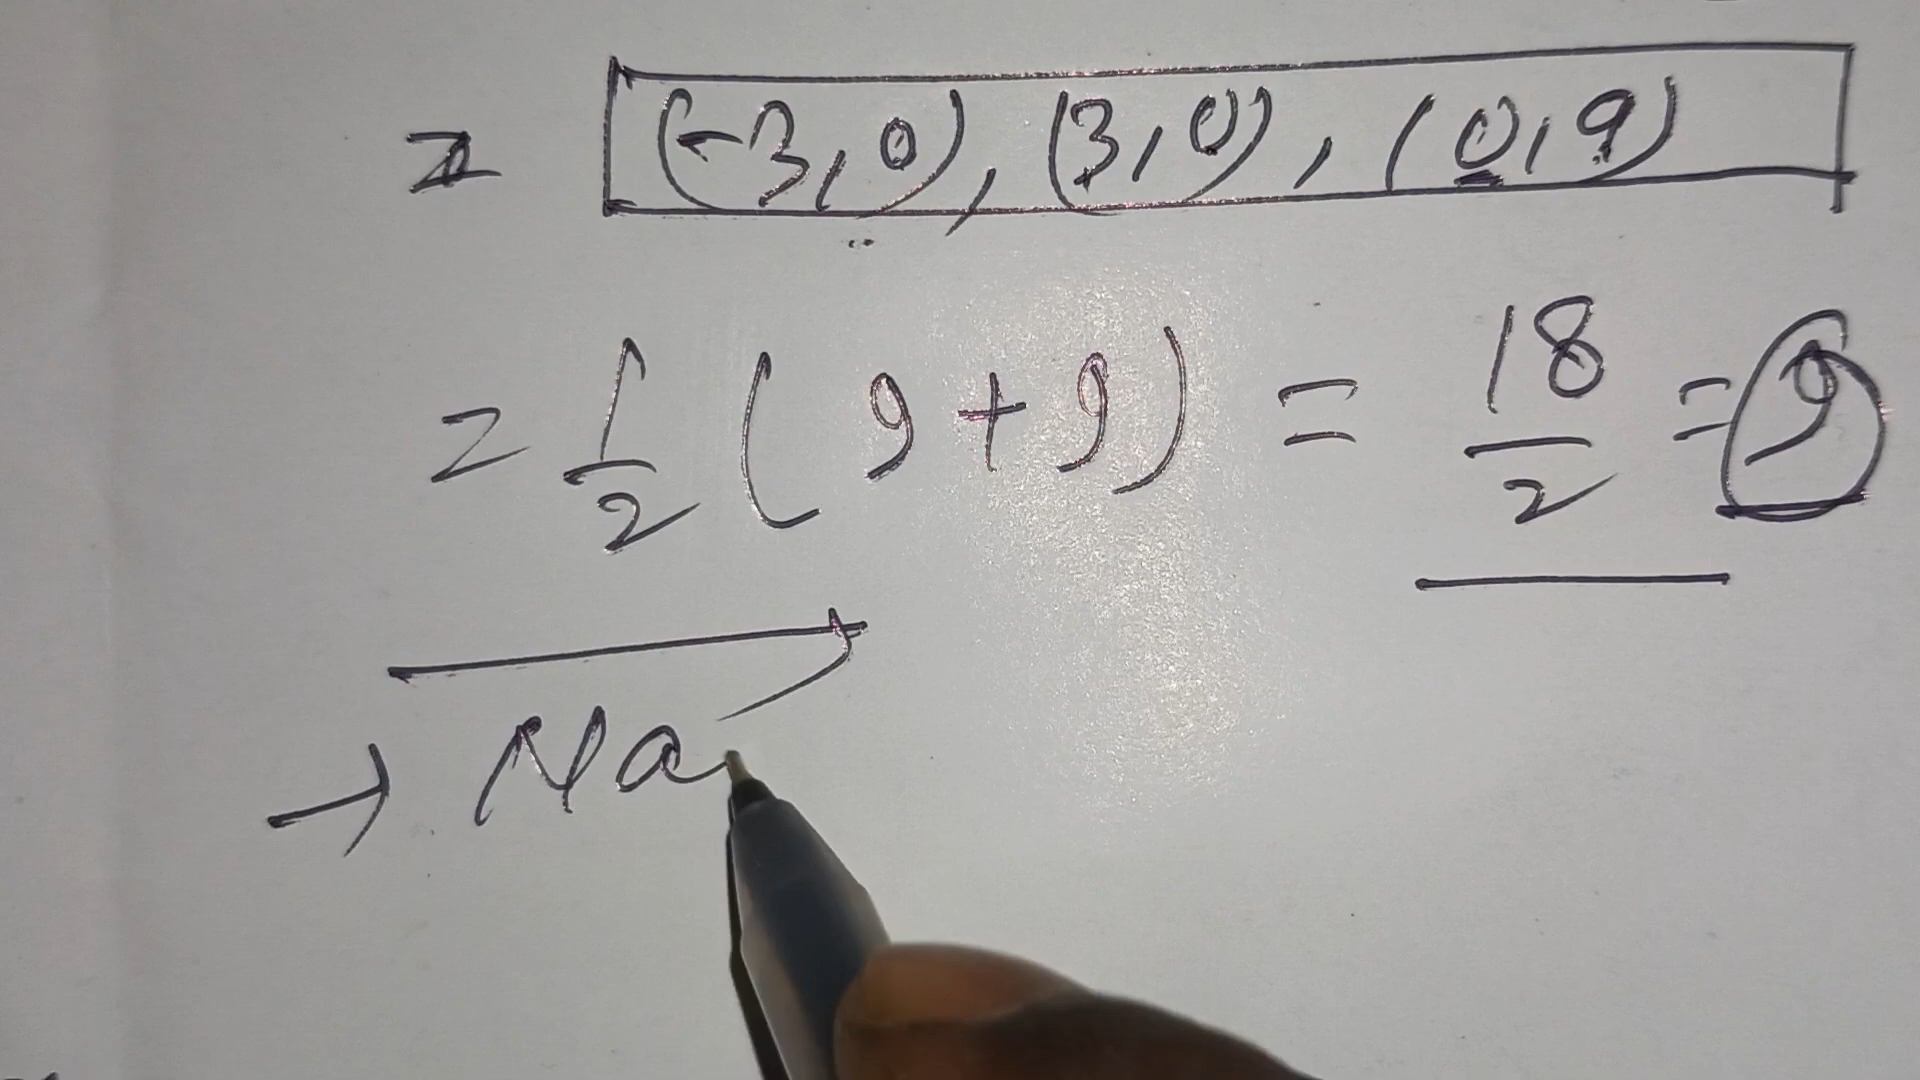 = (-3, 0), (3, 0), (0, 9)
= 1/2 (9+9) = 18/2 = 9
→ Na